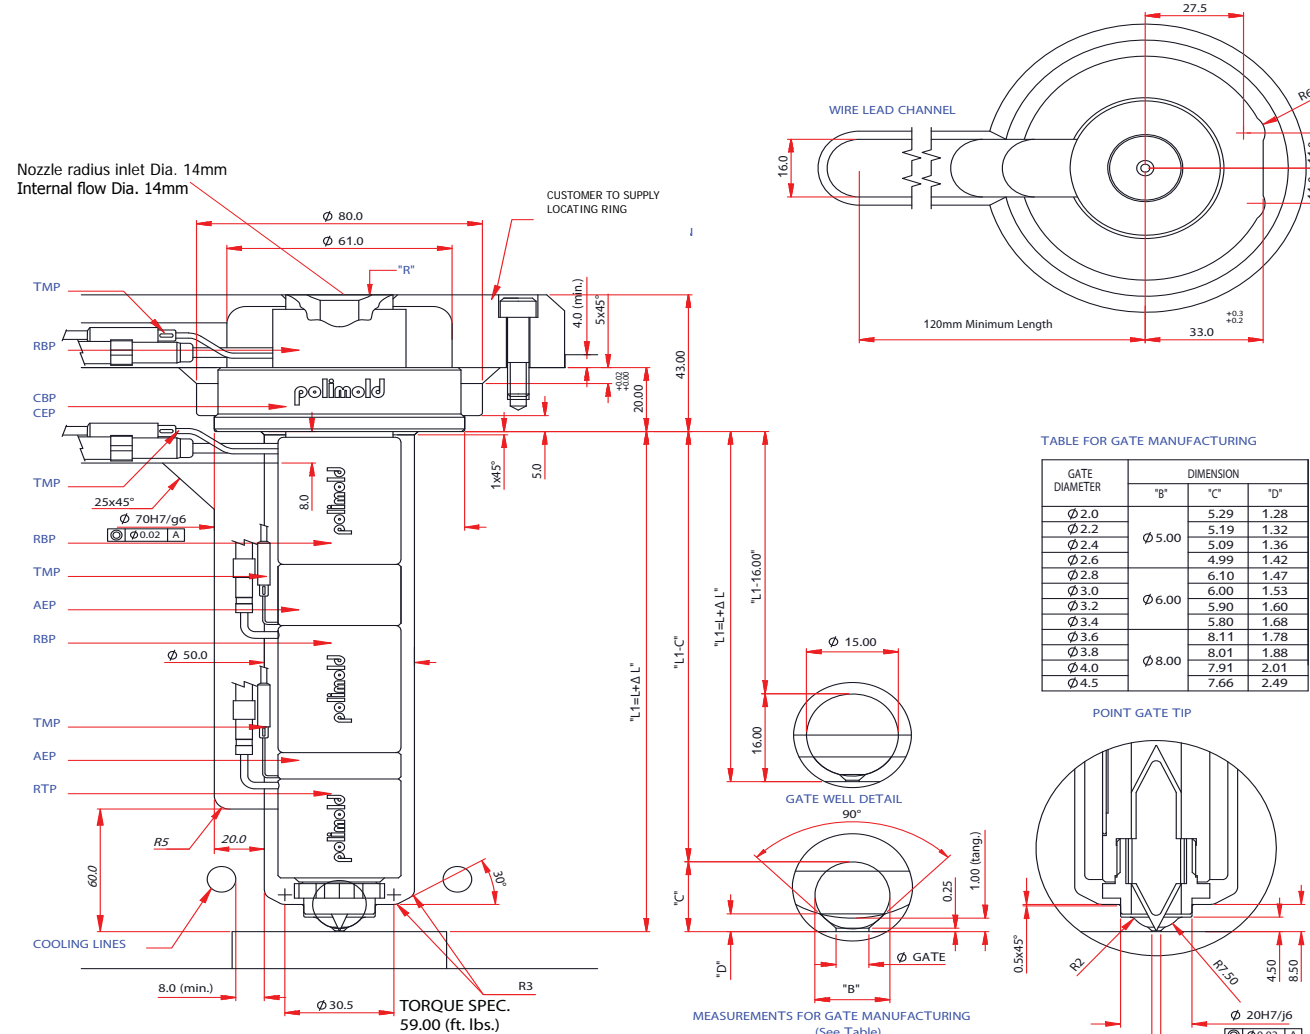 27.5
R6
WIRE LEAD CHANNEL
16.0
Nozzle radius inlet Dia. 14mm
Internal flow Dia. 14mm
CUSTOMER TO SUPPLY
LOCATING RING
Ø 80.0
Ø 61.0
"R"
TMP
RBP
CBP
CEP
TMP
4.0 (min.)
5x45°
43.00
+0.02
+0.00
20.00
120mm Minimum Length
+0.3
+0.2
33.0
polimold
1x45°
5.0
8.0
25x45°
Ø 70H7/g6
Ø0.02 A
polimold
RBP
TMP
AEP
RBP
Ø 50.0
polimold
TMP
AEP
RTP
polimold
R5
20.0
60.0
30°
COOLING LINES
8.0 (min.)
Ø30.5
R3
TORQUE SPEC.
59.00 (ft. lbs.)
"L1=L+Δ L"
"L1-C"
"L1=L+Δ L"
"L1-16.00"
Ø 15.00
16.00
GATE WELL DETAIL
90°
1.00 (tang.)
0.25
"C"
"D"
Ø GATE
"B"
MEASUREMENTS FOR GATE MANUFACTURING
(See Table)
TABLE FOR GATE MANUFACTURING
GATE DIAMETER DIMENSION
"B" "C" "D"
Ø2.0 Ø5.00 5.29 1.28
Ø2.2 5.19 1.32
Ø2.4 5.09 1.36
Ø2.6 4.99 1.42
Ø2.8 Ø6.00 6.10 1.47
Ø3.0 6.00 1.53
Ø3.2 5.90 1.60
Ø3.4 5.80 1.68
Ø3.6 Ø8.00 8.11 1.78
Ø3.8 8.01 1.88
Ø4.0 7.91 2.01
Ø4.5 7.66 2.49
POINT GATE TIP
0.5x45°
R2
R7.50
4.50
8.50
Ø 20H7/j6